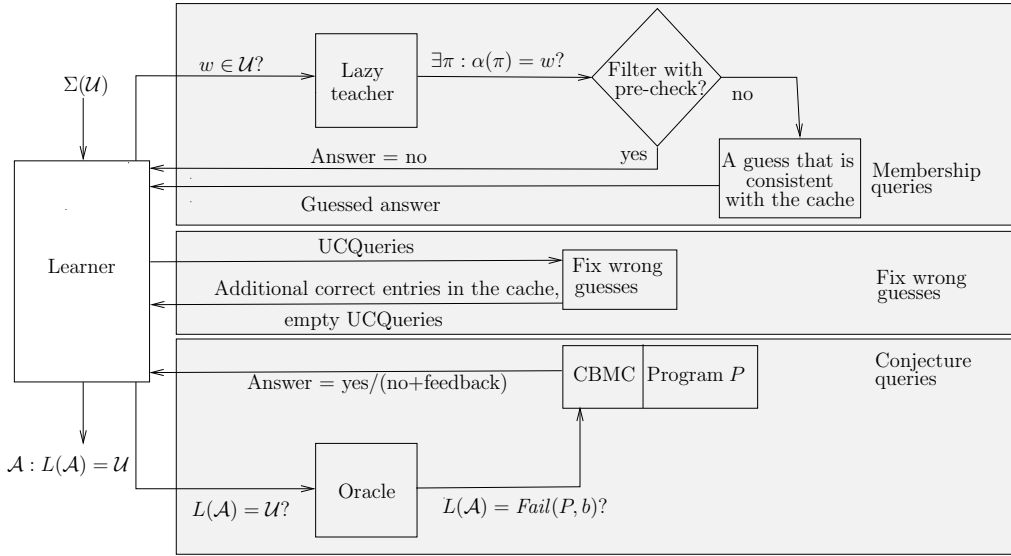 Σ(𝒰)
w ∈ 𝒰?
Lazy
teacher
∃π : α(π) = w?
Filter with
pre-check?
no
yes
Answer = no
A guess that is
consistent
with the cache
Guessed answer
Membership
queries
Learner
UCQueries
Fix wrong
guesses
Additional correct entries in the cache,
empty UCQueries
Fix wrong
guesses
Answer = yes/(no+feedback)
CBMC
Program P
Conjecture
queries
𝒜 : L(𝒜) = 𝒰
L(𝒜) = 𝒰?
Oracle
L(𝒜) = Fail(P, b)?